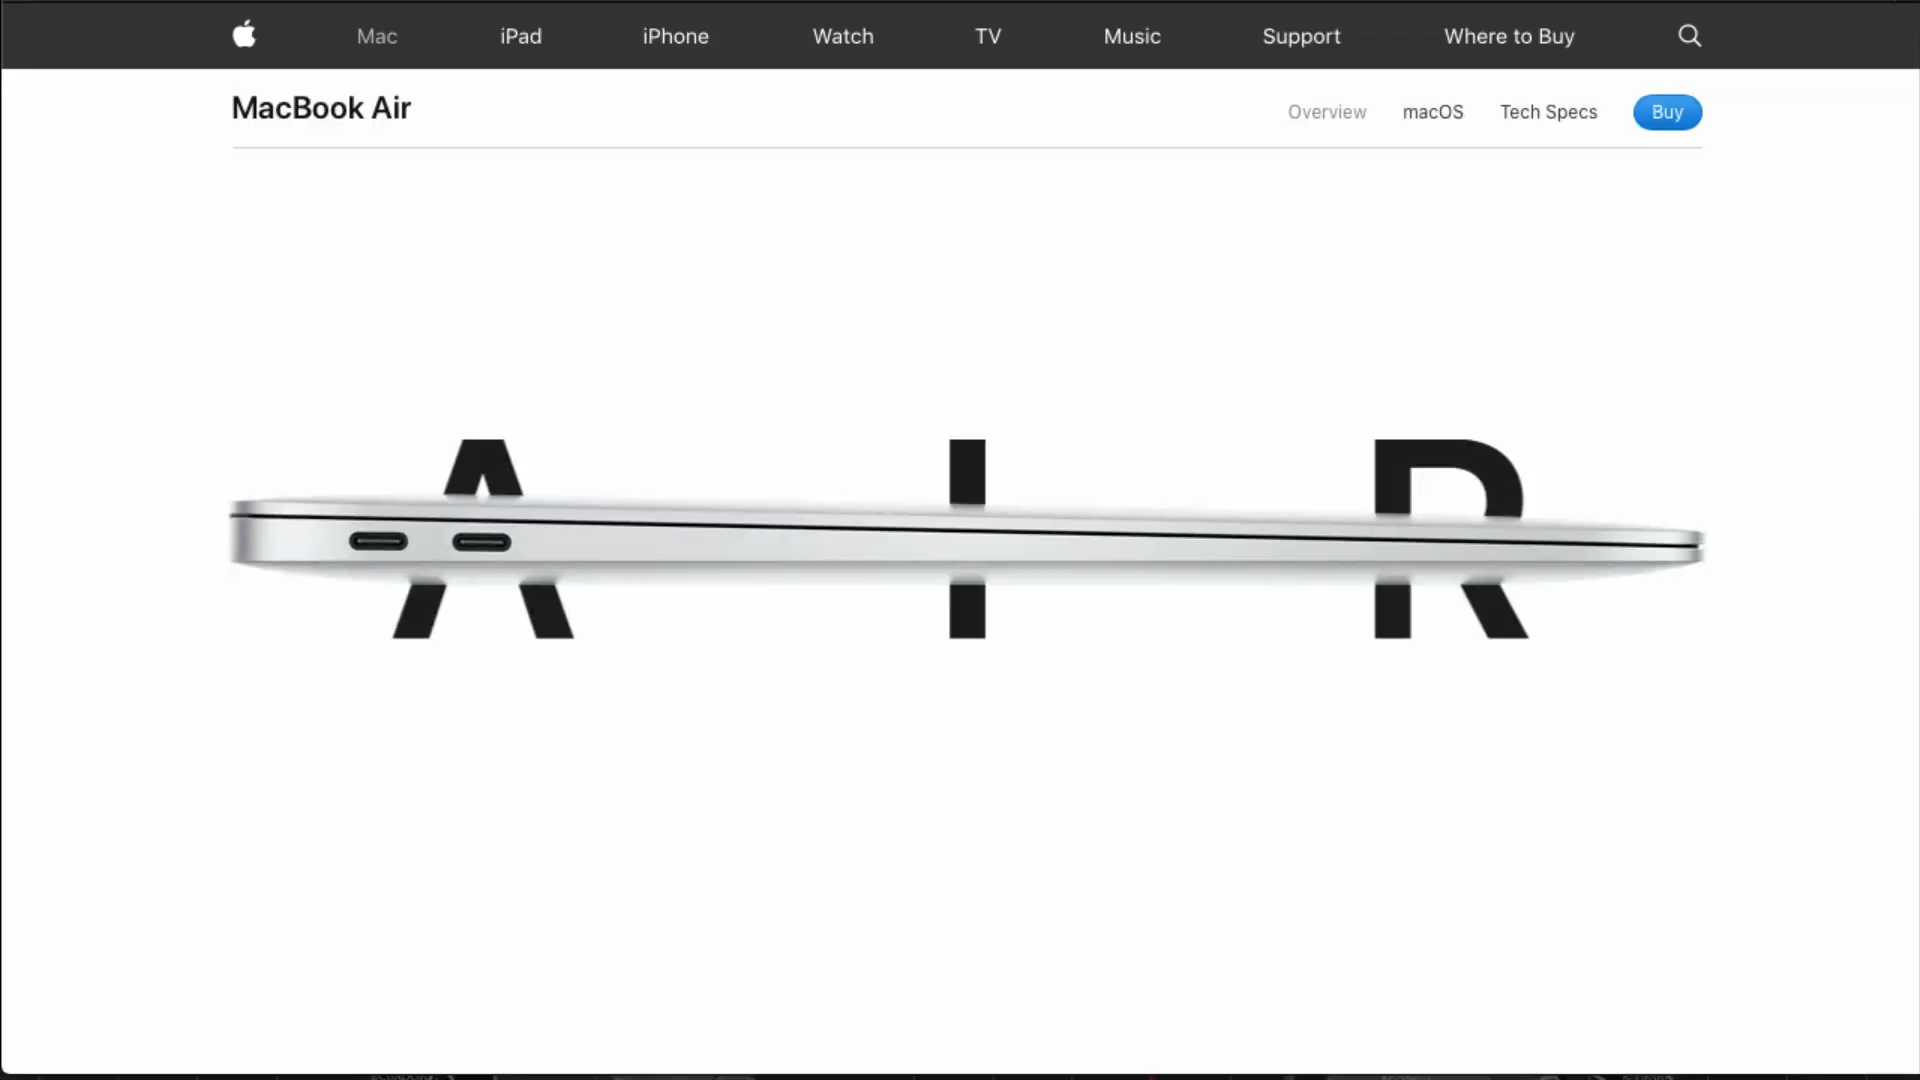 Mac iPad iPhone Watch TV Music Support Where to Buy
MacBook Air
Overview macOS Tech Specs Buy
AIR